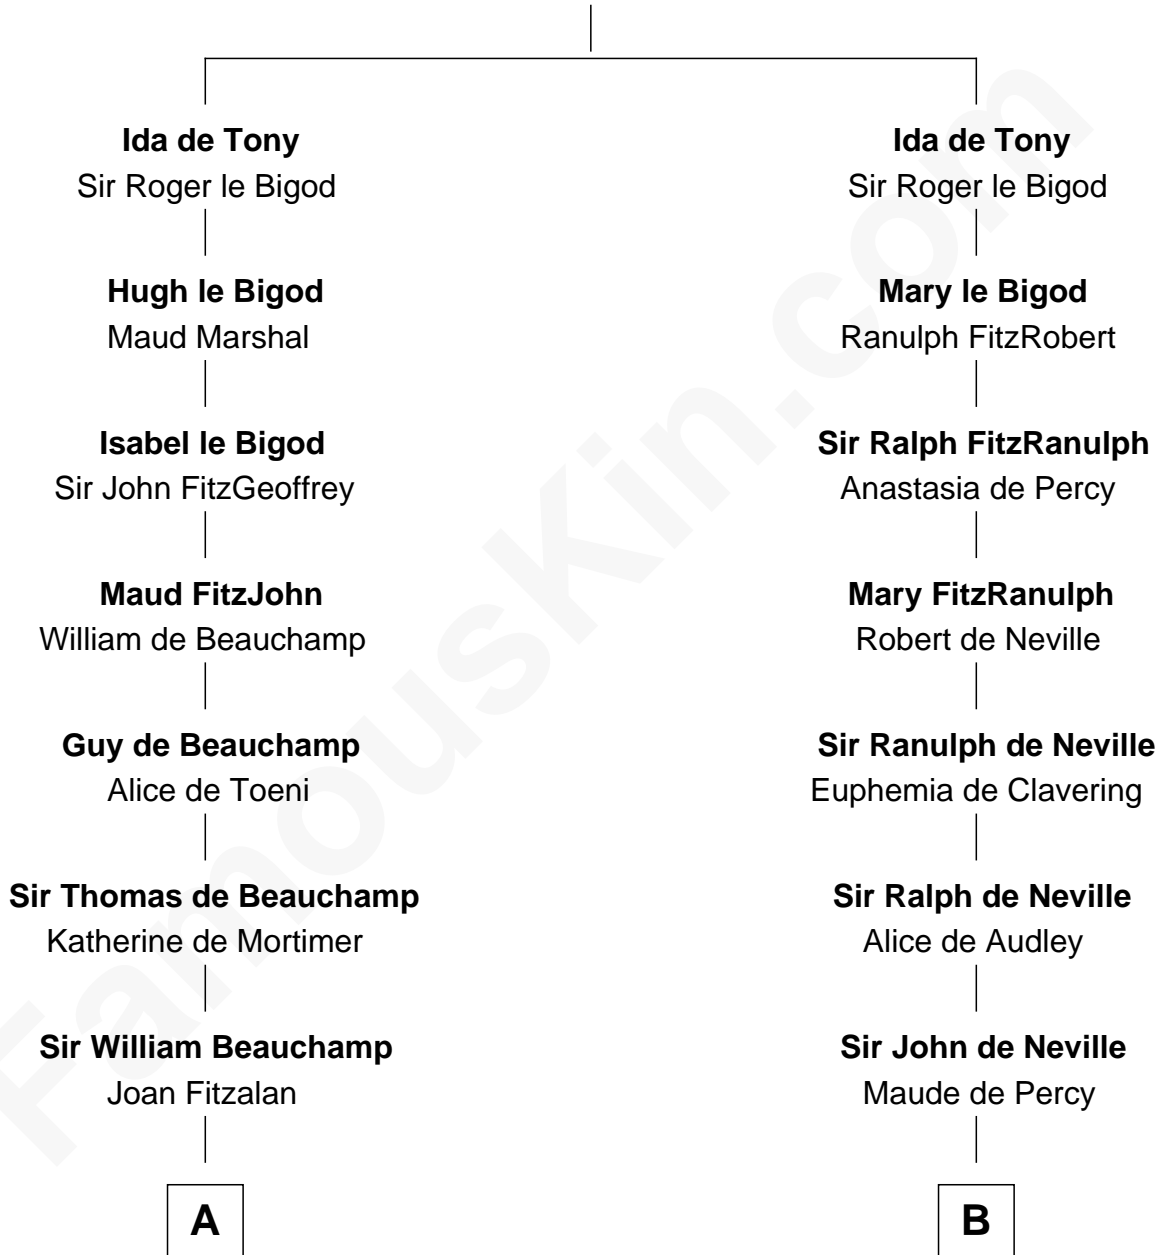 Ida de Tony
Sir Roger le Bigod
Hugh le Bigod
Maud Marshal
Isabel le Bigod
Sir John FitzGeoffrey
Maud FitzJohn
William de Beauchamp
Guy de Beauchamp
Alice de Toeni
Sir Thomas de Beauchamp
Katherine de Mortimer
Sir William Beauchamp
Joan Fitzalan
A
Ida de Tony
Sir Roger le Bigod
Mary le Bigod
Ranulph FitzRobert
Sir Ralph FitzRanulph
Anastasia de Percy
Mary FitzRanulph
Robert de Neville
Sir Ranulph de Neville
Euphemia de Clavering
Sir Ralph de Neville
Alice de Audley
Sir John de Neville
Maude de Percy
B
FamousKin.com